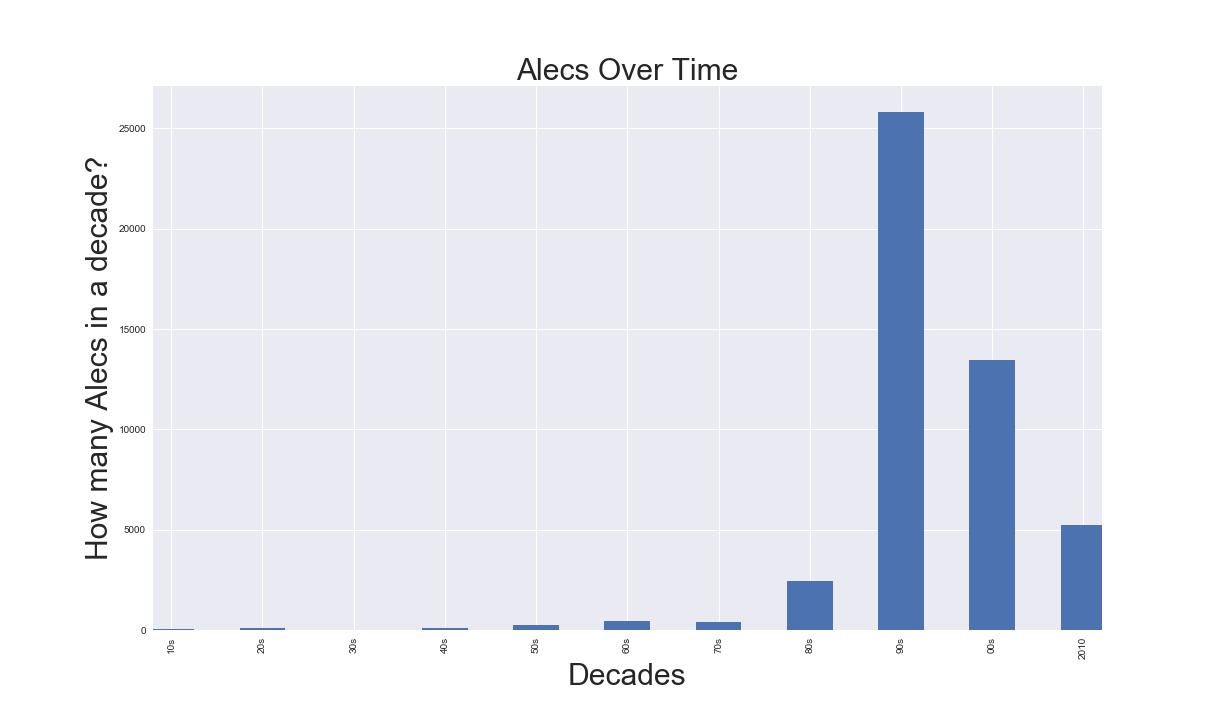 Alecs Over Time
How many Alecs in a decade?
25000
20000
15000
10000
5000
0
10s
20s
30s
40s
50s
60s
70s
80s
90s
00s
2010
Decades